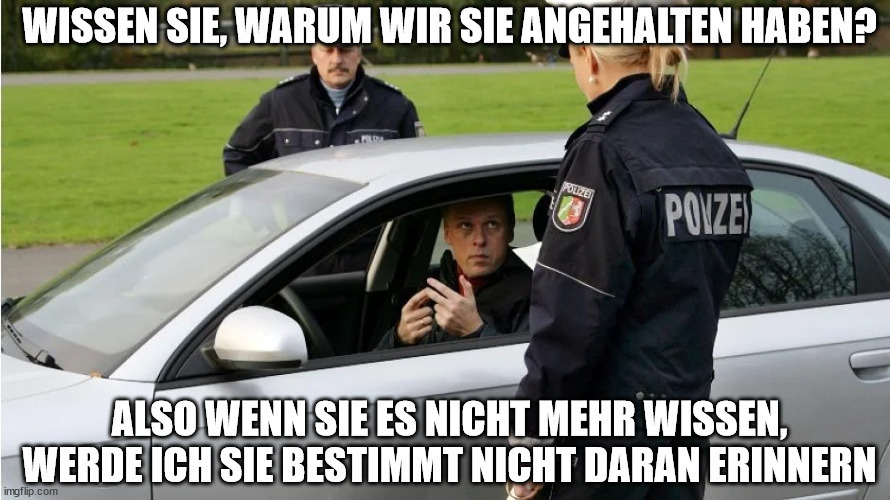 WISSEN SIE, WARUM WIR SIE ANGEHALTEN HABEN?
POLIZEI
POLIZEI
ALSO WENN SIE ES NICHT MEHR WISSEN,
WERDE ICH SIE BESTIMMT NICHT DARAN ERINNERN
imgflip.com